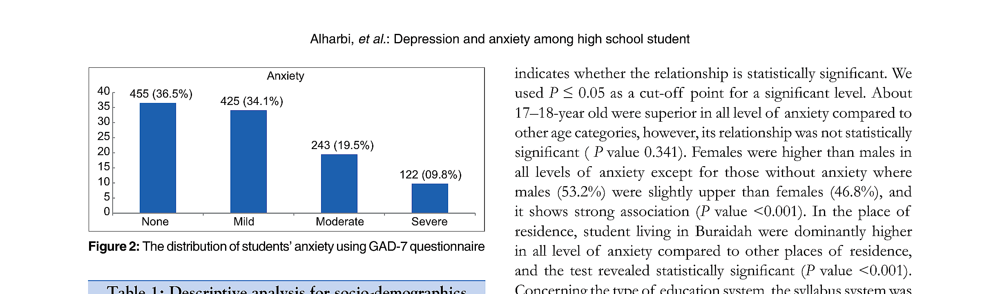 Alharbi, et al.: Depression and anxiety among high school student
Anxiety
40
35
30
25
20
15
10
5
0
455 (36.5%)
425 (34.1%)
243 (19.5%)
122 (09.8%)
None
Mild
Moderate
Severe
Figure 2: The distribution of students' anxiety using GAD-7 questionnaire
Table 1: Descriptive analysis for socio-demographics
indicates whether the relationship is statistically significant. We
used P ≤ 0.05 as a cut-off point for a significant level. About
17–18-year old were superior in all level of anxiety compared to
other age categories, however, its relationship was not statistically
significant ( P value 0.341). Females were higher than males in
all levels of anxiety except for those without anxiety where
males (53.2%) were slightly upper than females (46.8%), and
it shows strong association (P value <0.001). In the place of
residence, student living in Buraidah were dominantly higher
in all level of anxiety compared to other places of residence,
and the test revealed statistically significant (P value <0.001).
Concerning the type of education system, the syllabus system was